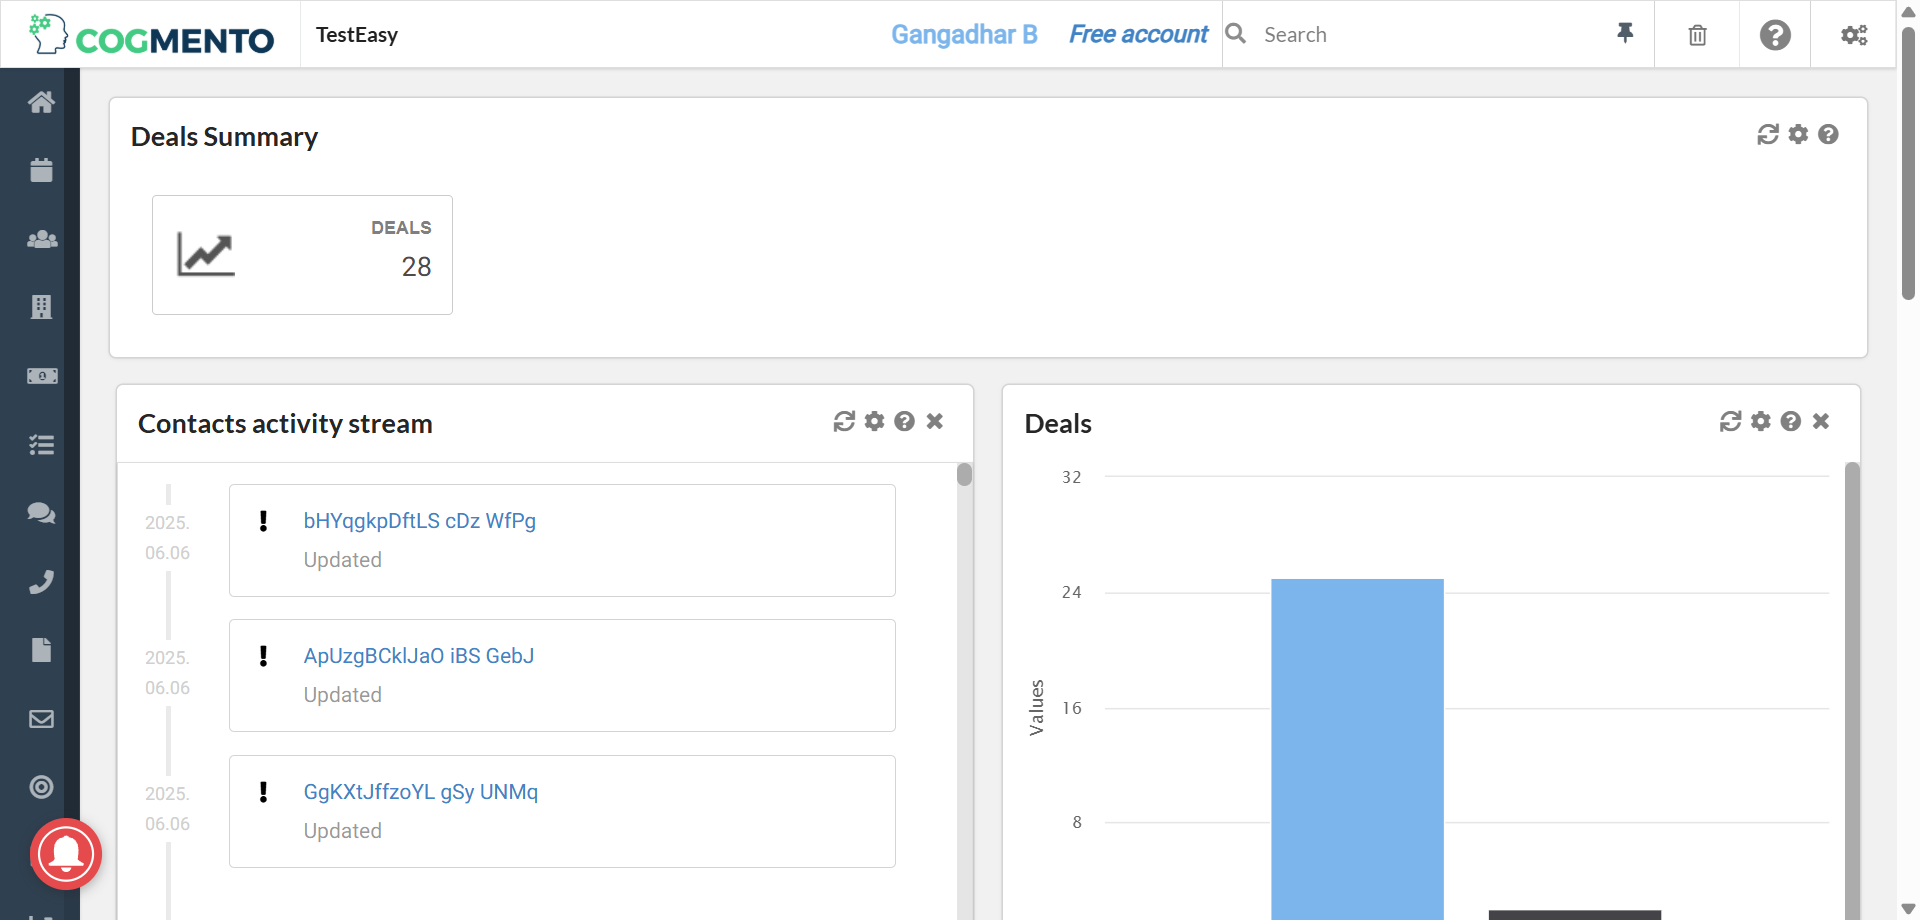 COGMENTO
TestEasy
Gangadhar B
Free account
Search
Deals Summary
DEALS
28
Contacts activity stream
2025.
06.06
bHYqgkpDftLS cDz WfPg
Updated
2025.
06.06
ApUzgBCklJaO iBS GebJ
Updated
2025.
06.06
GgKXtJffzoYL gSy UNMq
Updated
Deals
32
24
16
8
Values